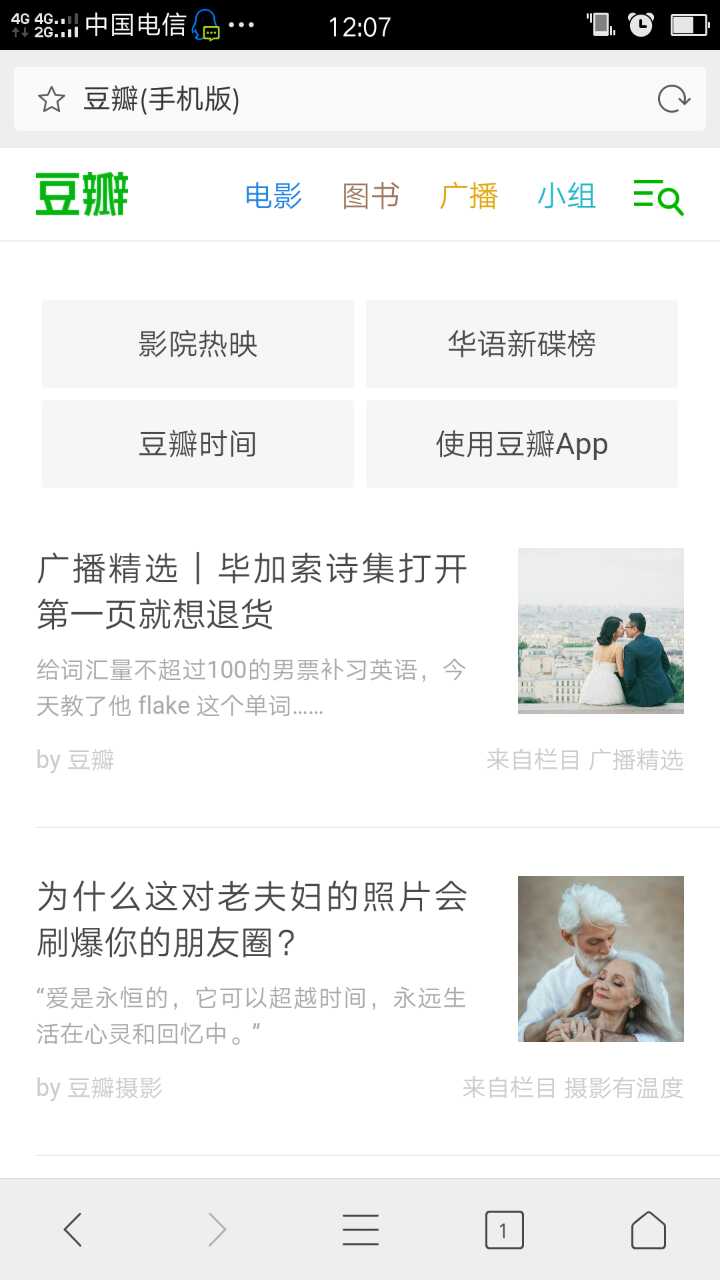 4G 4G 2G 中国电信 12:07
豆瓣(手机版)
豆瓣 电影 图书 广播 小组
影院热映 华语新碟榜
豆瓣时间 使用豆瓣App
广播精选｜毕加索诗集打开
第一页就想退货
给词汇量不超过100的男票补习英语，今
天教了他 flake 这个单词……
by 豆瓣 来自栏目 广播精选
为什么这对老夫妇的照片会
刷爆你的朋友圈？
“爱是永恒的，它可以超越时间，永远生
活在心灵和回忆中。”
by 豆瓣摄影 来自栏目 摄影有温度
1